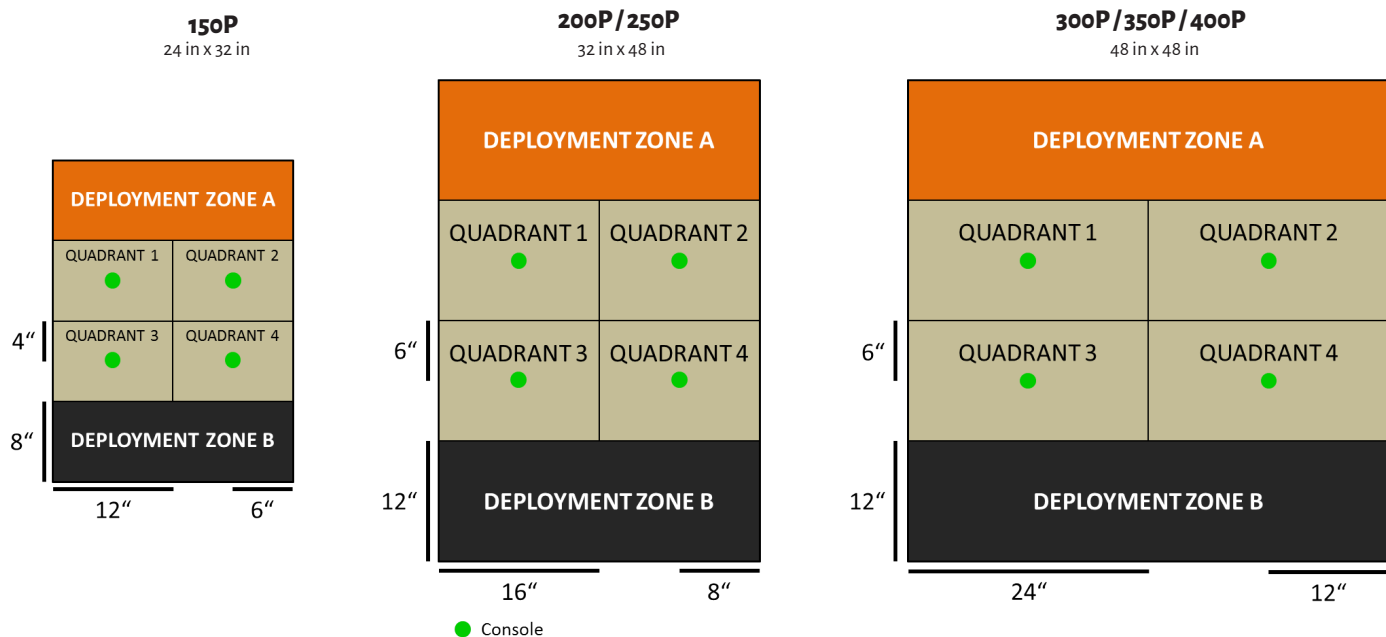 150P
24 in x 32 in
DEPLOYMENT ZONE A
QUADRANT 1
QUADRANT 2
QUADRANT 3
QUADRANT 4
4“
8“
DEPLOYMENT ZONE B
12“
6“
200P / 250P
32 in x 48 in
DEPLOYMENT ZONE A
QUADRANT 1
QUADRANT 2
6“
QUADRANT 3
QUADRANT 4
12“
DEPLOYMENT ZONE B
16“
8“
Console
300P / 350P / 400P
48 in x 48 in
DEPLOYMENT ZONE A
QUADRANT 1
QUADRANT 2
6“
QUADRANT 3
QUADRANT 4
12“
DEPLOYMENT ZONE B
24“
12“